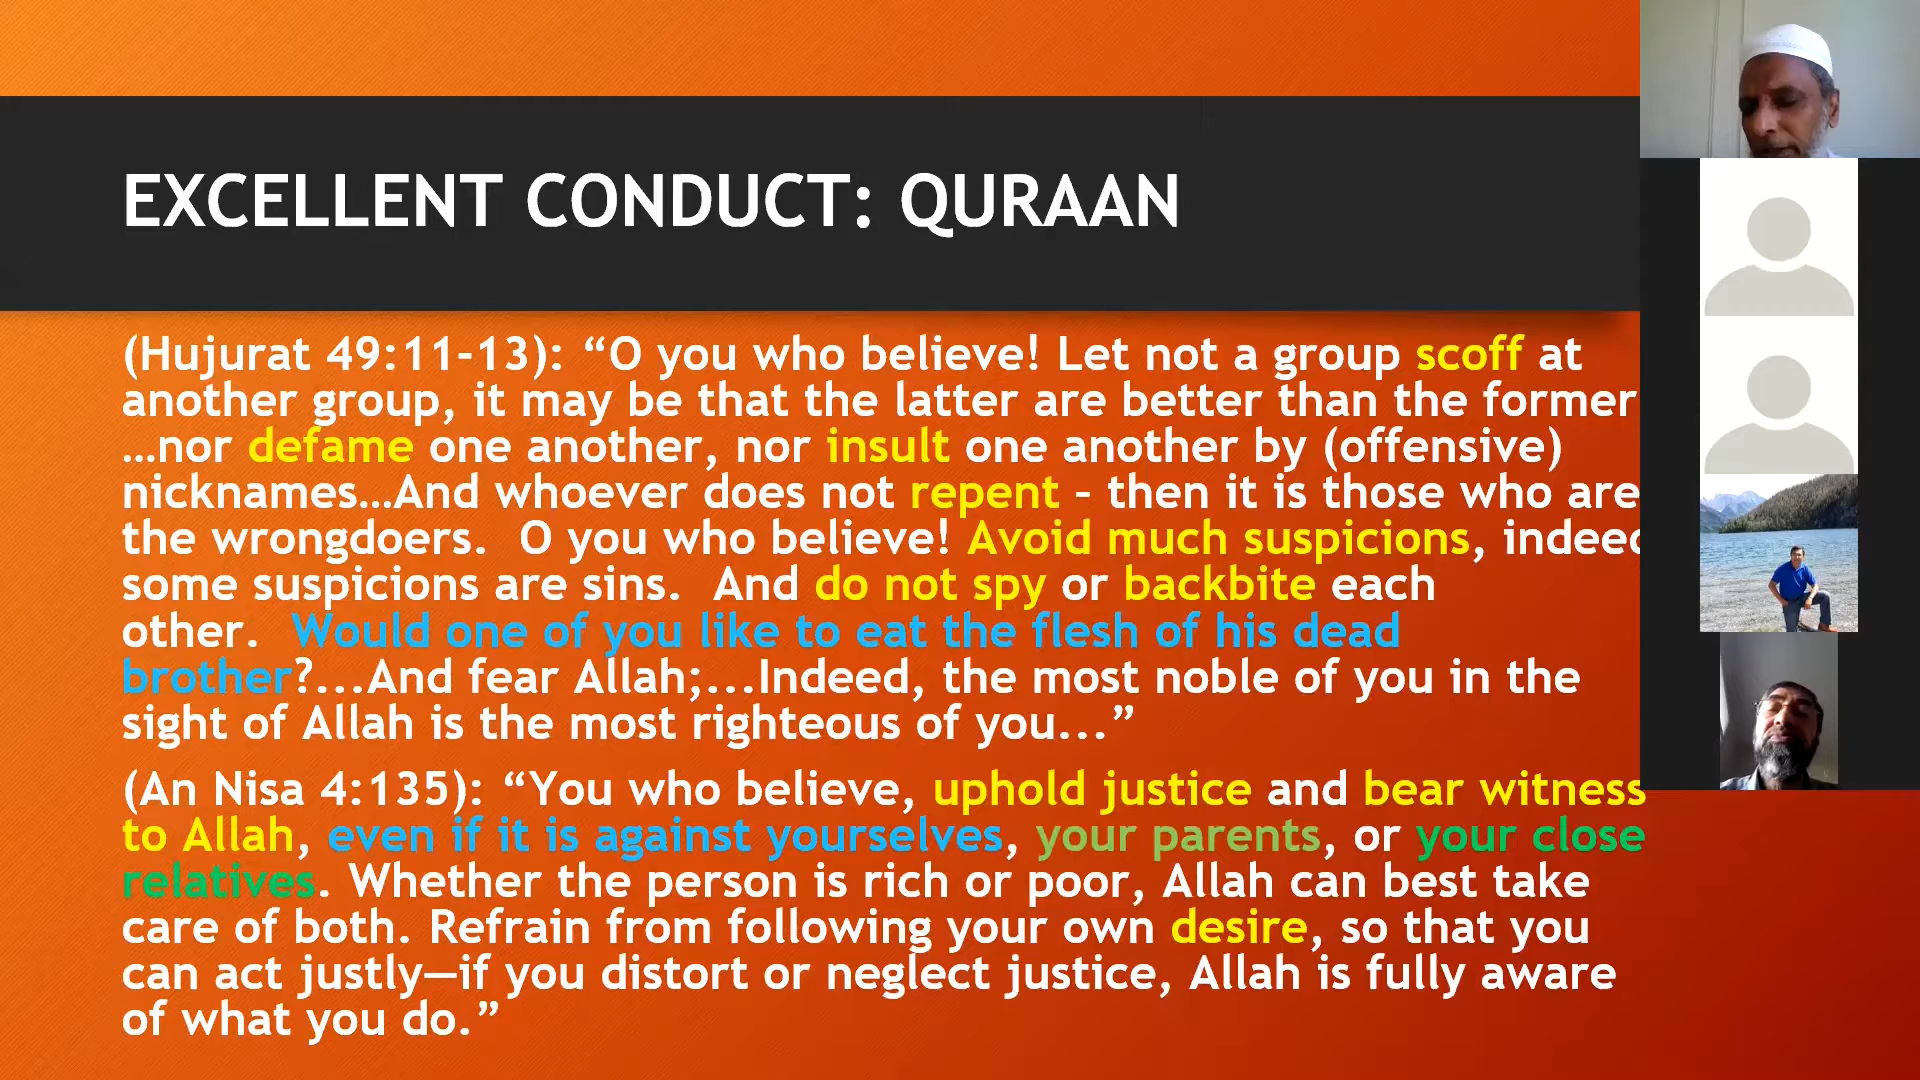 EXCELLENT CONDUCT: QURAAN
(Hujurat 49:11-13): “O you who believe! Let not a group scoff at
another group, it may be that the latter are better than the former
…nor defame one another, nor insult one another by (offensive)
nicknames…And whoever does not repent – then it is those who are
the wrongdoers.  O you who believe! Avoid much suspicions, indeed
some suspicions are sins.  And do not spy or backbite each
other.  Would one of you like to eat the flesh of his dead
brother?...And fear Allah;...Indeed, the most noble of you in the
sight of Allah is the most righteous of you...”
(An Nisa 4:135): “You who believe, uphold justice and bear witness
to Allah, even if it is against yourselves, your parents, or your close
relatives. Whether the person is rich or poor, Allah can best take
care of both. Refrain from following your own desire, so that you
can act justly—if you distort or neglect justice, Allah is fully aware
of what you do.”